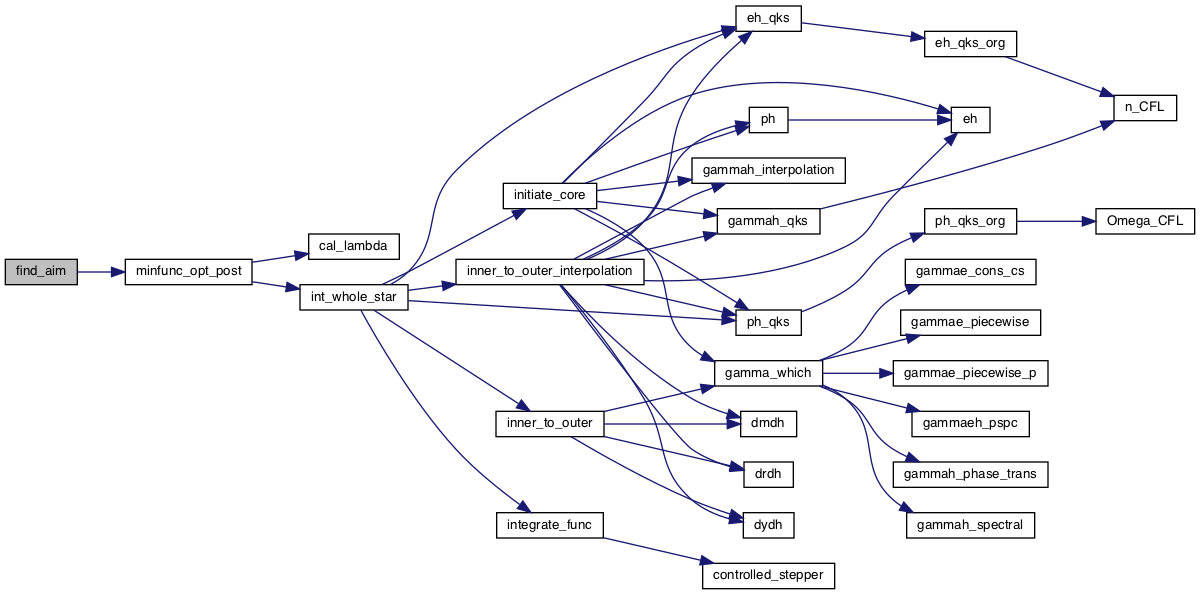 find_aim
minfunc_opt_post
cal_lambda
int_whole_star
initiate_core
inner_to_outer_interpolation
inner_to_outer
integrate_func
eh_qks
ph
gammah_interpolation
gammah_qks
ph_qks
gamma_which
dmdh
drdh
dydh
controlled_stepper
eh_qks_org
eh
ph_qks_org
gammae_cons_cs
gammae_piecewise
gammae_piecewise_p
gammaeh_pspc
gammah_phase_trans
gammah_spectral
n_CFL
Omega_CFL